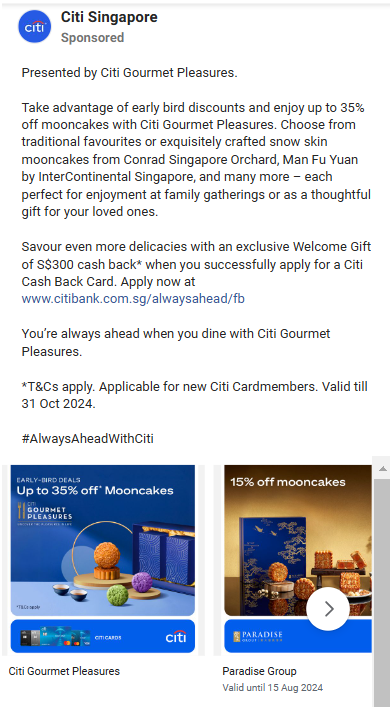 citi
Citi Singapore
Sponsored
Presented by Citi Gourmet Pleasures.
Take advantage of early bird discounts and enjoy up to 35%
off mooncakes with Citi Gourmet Pleasures. Choose from
traditional favourites or exquisitely crafted snow skin
mooncakes from Conrad Singapore Orchard, Man Fu Yuan
by InterContinental Singapore, and many more – each
perfect for enjoyment at family gatherings or as a thoughtful
gift for your loved ones.
Savour even more delicacies with an exclusive Welcome Gift
of S$300 cash back* when you successfully apply for a Citi
Cash Back Card. Apply now at
www.citibank.com.sg/alwaysahead/fb
You're always ahead when you dine with Citi Gourmet
Pleasures.
*T&Cs apply. Applicable for new Citi Cardmembers. Valid till
31 Oct 2024.
#AlwaysAheadWithCiti
EARLY-BIRD DEALS
Up to 35% off* Mooncakes
CITI
GOURMET
PLEASURES
*T&Cs apply
CITI CARDS
citi
Citi Gourmet Pleasures
15% off mooncakes
PARADISE
Paradise Group
Valid until 15 Aug 2024